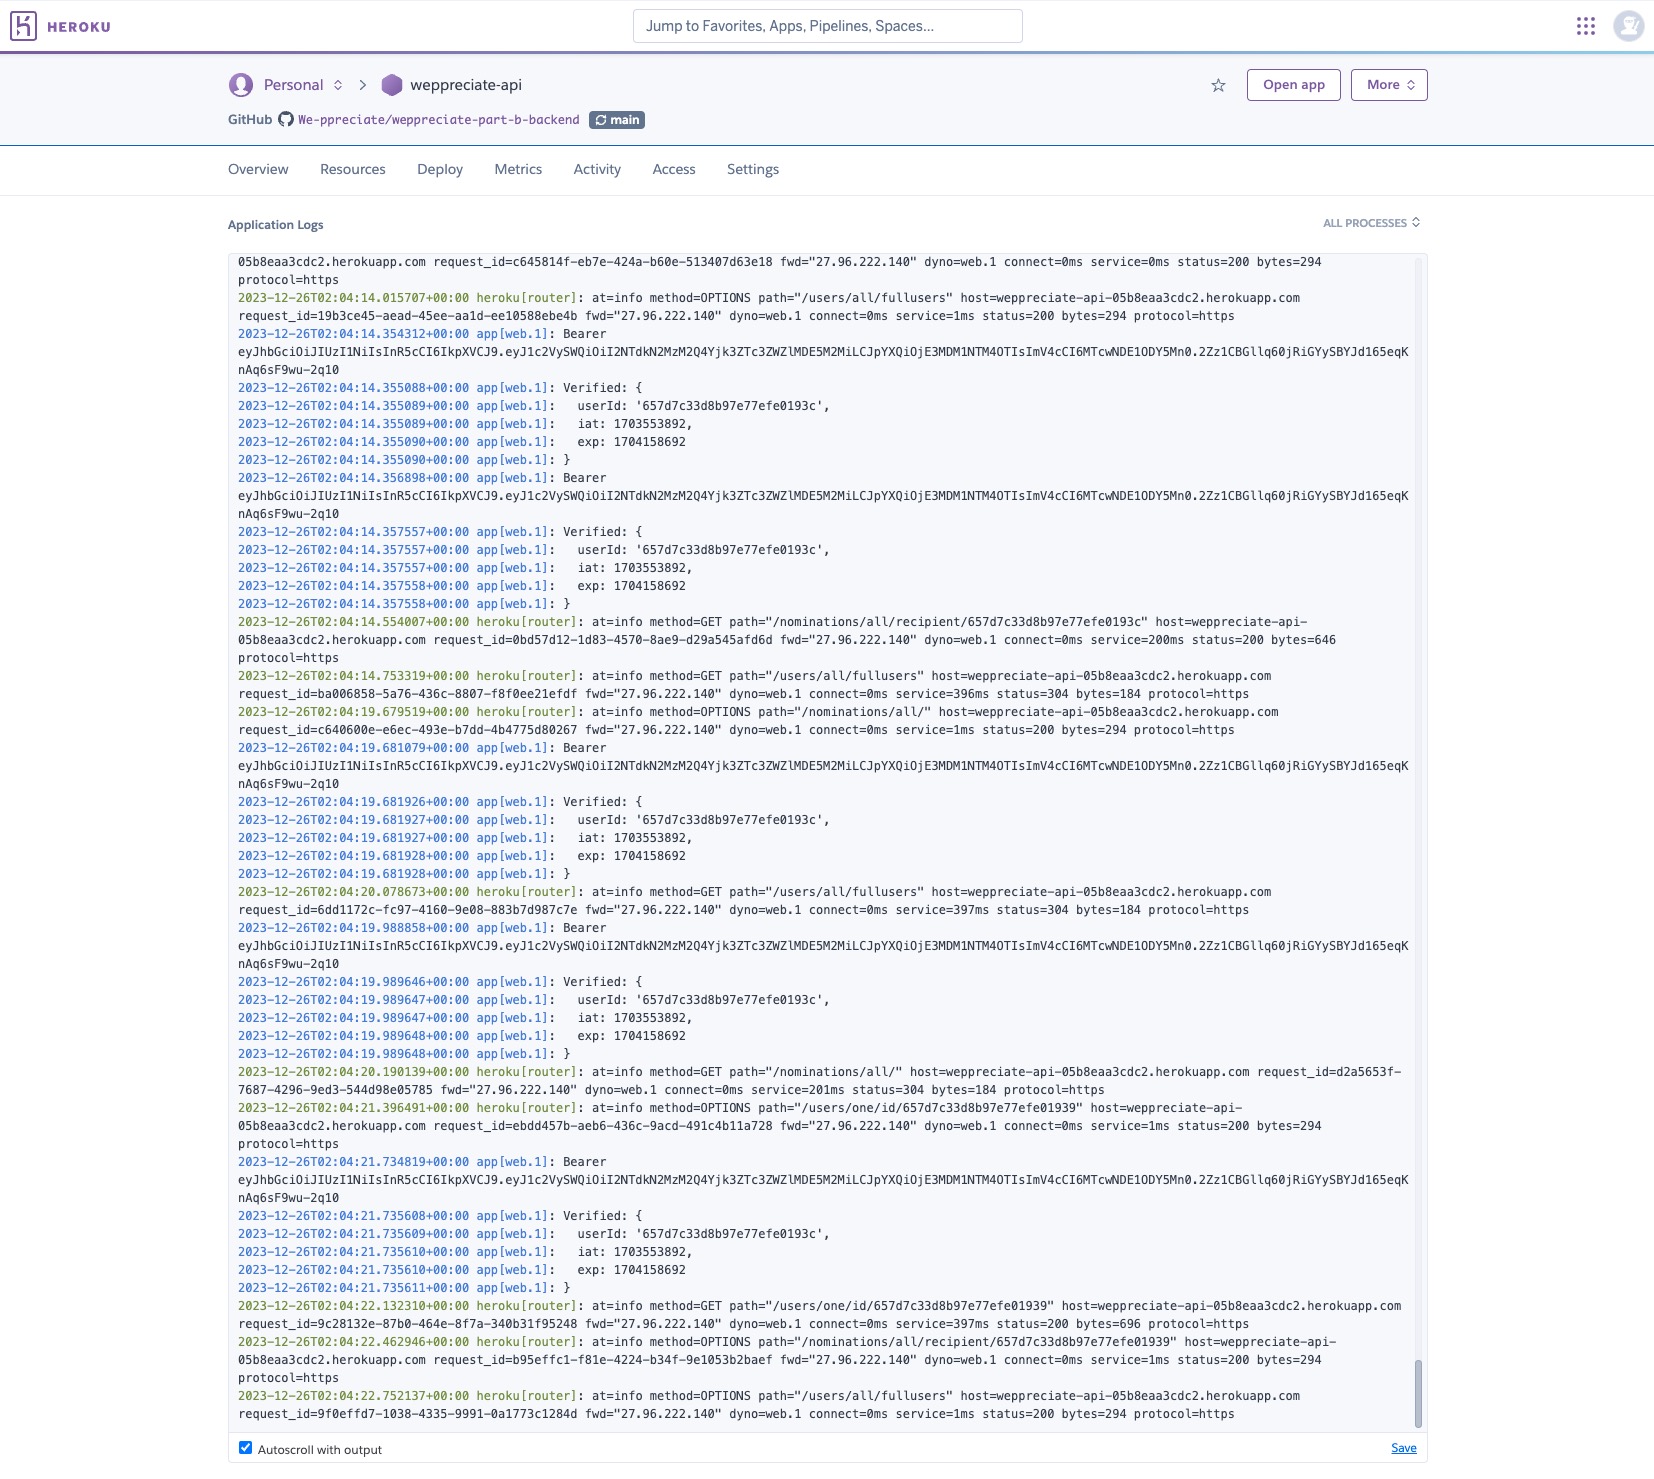 HEROKU
Jump to Favorites, Apps, Pipelines, Spaces...
Personal
weppreciate-api
Open app
More
GitHub We-ppreciate/weppreciate-part-b-backend main
Overview Resources Deploy Metrics Activity Access Settings
Application Logs
ALL PROCESSES
05b8eaa3cdc2.herokuapp.com request_id=c645814f-eb7e-424a-b60e-513407d63e18 fwd="27.96.222.140" dyno=web.1 connect=0ms service=0ms status=200 bytes=294
protocol=https
2023-12-26T02:04:14.015707+00:00 heroku[router]: at=info method=OPTIONS path="/users/all/fullusers" host=weppreciate-api-05b8eaa3cdc2.herokuapp.com
request_id=19b3ce45-aead-45ee-aa1d-ee10588ebe4b fwd="27.96.222.140" dyno=web.1 connect=0ms service=1ms status=200 bytes=294 protocol=https
2023-12-26T02:04:14.354312+00:00 app[web.1]: Bearer
eyJhbGciOiJIUzI1NiIsInR5cCI6IkpXVCJ9.eyJ1c2VySWQiOiI2NTdkN2MzM2Q4Yjk3ZTc3ZWZlMDE5M2MiLCJpYXQiOjE3MDM1NTM4OTIsImV4cCI6MTcwNDE1ODY5Mn0.2Zz1CBGllq60jRiGYySBYJd165eqK
nAq6sF9wu-2q10
2023-12-26T02:04:14.355088+00:00 app[web.1]: Verified: {
2023-12-26T02:04:14.355089+00:00 app[web.1]: userId: '657d7c33d8b97e77efe0193c',
2023-12-26T02:04:14.355089+00:00 app[web.1]: iat: 1703553892,
2023-12-26T02:04:14.355090+00:00 app[web.1]: exp: 1704158692
2023-12-26T02:04:14.355090+00:00 app[web.1]: }
2023-12-26T02:04:14.356898+00:00 app[web.1]: Bearer
eyJhbGciOiJIUzI1NiIsInR5cCI6IkpXVCJ9.eyJ1c2VySWQiOiI2NTdkN2MzM2Q4Yjk3ZTc3ZWZlMDE5M2MiLCJpYXQiOjE3MDM1NTM4OTIsImV4cCI6MTcwNDE1ODY5Mn0.2Zz1CBGllq60jRiGYySBYJd165eqK
nAq6sF9wu-2q10
2023-12-26T02:04:14.357557+00:00 app[web.1]: Verified: {
2023-12-26T02:04:14.357557+00:00 app[web.1]: userId: '657d7c33d8b97e77efe0193c',
2023-12-26T02:04:14.357557+00:00 app[web.1]: iat: 1703553892,
2023-12-26T02:04:14.357558+00:00 app[web.1]: exp: 1704158692
2023-12-26T02:04:14.357558+00:00 app[web.1]: }
2023-12-26T02:04:14.554007+00:00 heroku[router]: at=info method=GET path="/nominations/all/recipient/657d7c33d8b97e77efe0193c" host=weppreciate-api-
05b8eaa3cdc2.herokuapp.com request_id=0bd57d12-1d83-4570-8ae9-d29a545afd6d fwd="27.96.222.140" dyno=web.1 connect=0ms service=200ms status=200 bytes=646
protocol=https
2023-12-26T02:04:14.753319+00:00 heroku[router]: at=info method=GET path="/users/all/fullusers" host=weppreciate-api-05b8eaa3cdc2.herokuapp.com
request_id=ba006858-5a76-436c-8807-f8f0ee21efdf fwd="27.96.222.140" dyno=web.1 connect=0ms service=396ms status=304 bytes=184 protocol=https
2023-12-26T02:04:19.679519+00:00 heroku[router]: at=info method=OPTIONS path="/nominations/all/" host=weppreciate-api-05b8eaa3cdc2.herokuapp.com
request_id=c640600e-e6ec-493e-b7dd-4b4775d80267 fwd="27.96.222.140" dyno=web.1 connect=0ms service=1ms status=200 bytes=294 protocol=https
2023-12-26T02:04:19.681079+00:00 app[web.1]: Bearer
eyJhbGciOiJIUzI1NiIsInR5cCI6IkpXVCJ9.eyJ1c2VySWQiOiI2NTdkN2MzM2Q4Yjk3ZTc3ZWZlMDE5M2MiLCJpYXQiOjE3MDM1NTM4OTIsImV4cCI6MTcwNDE1ODY5Mn0.2Zz1CBGllq60jRiGYySBYJd165eqK
nAq6sF9wu-2q10
2023-12-26T02:04:19.681926+00:00 app[web.1]: Verified: {
2023-12-26T02:04:19.681927+00:00 app[web.1]: userId: '657d7c33d8b97e77efe0193c',
2023-12-26T02:04:19.681927+00:00 app[web.1]: iat: 1703553892,
2023-12-26T02:04:19.681928+00:00 app[web.1]: exp: 1704158692
2023-12-26T02:04:19.681928+00:00 app[web.1]: }
2023-12-26T02:04:20.078673+00:00 heroku[router]: at=info method=GET path="/users/all/fullusers" host=weppreciate-api-05b8eaa3cdc2.herokuapp.com
request_id=6dd1172c-fc97-4160-9e08-883b7d987c7e fwd="27.96.222.140" dyno=web.1 connect=0ms service=397ms status=304 bytes=184 protocol=https
2023-12-26T02:04:19.988858+00:00 app[web.1]: Bearer
eyJhbGciOiJIUzI1NiIsInR5cCI6IkpXVCJ9.eyJ1c2VySWQiOiI2NTdkN2MzM2Q4Yjk3ZTc3ZWZlMDE5M2MiLCJpYXQiOjE3MDM1NTM4OTIsImV4cCI6MTcwNDE1ODY5Mn0.2Zz1CBGllq60jRiGYySBYJd165eqK
nAq6sF9wu-2q10
2023-12-26T02:04:19.989646+00:00 app[web.1]: Verified: {
2023-12-26T02:04:19.989647+00:00 app[web.1]: userId: '657d7c33d8b97e77efe0193c',
2023-12-26T02:04:19.989647+00:00 app[web.1]: iat: 1703553892,
2023-12-26T02:04:19.989648+00:00 app[web.1]: exp: 1704158692
2023-12-26T02:04:19.989648+00:00 app[web.1]: }
2023-12-26T02:04:20.190139+00:00 heroku[router]: at=info method=GET path="/nominations/all/" host=weppreciate-api-05b8eaa3cdc2.herokuapp.com request_id=d2a5653f-
7687-4296-9ed3-544d98e05785 fwd="27.96.222.140" dyno=web.1 connect=0ms service=201ms status=304 bytes=184 protocol=https
2023-12-26T02:04:21.396491+00:00 heroku[router]: at=info method=OPTIONS path="/users/one/id/657d7c33d8b97e77efe01939" host=weppreciate-api-
05b8eaa3cdc2.herokuapp.com request_id=ebdd457b-aeb6-436c-9acd-491c4b11a728 fwd="27.96.222.140" dyno=web.1 connect=0ms service=1ms status=200 bytes=294
protocol=https
2023-12-26T02:04:21.734819+00:00 app[web.1]: Bearer
eyJhbGciOiJIUzI1NiIsInR5cCI6IkpXVCJ9.eyJ1c2VySWQiOiI2NTdkN2MzM2Q4Yjk3ZTc3ZWZlMDE5M2MiLCJpYXQiOjE3MDM1NTM4OTIsImV4cCI6MTcwNDE1ODY5Mn0.2Zz1CBGllq60jRiGYySBYJd165eqK
nAq6sF9wu-2q10
2023-12-26T02:04:21.735608+00:00 app[web.1]: Verified: {
2023-12-26T02:04:21.735609+00:00 app[web.1]: userId: '657d7c33d8b97e77efe0193c',
2023-12-26T02:04:21.735610+00:00 app[web.1]: iat: 1703553892,
2023-12-26T02:04:21.735610+00:00 app[web.1]: exp: 1704158692
2023-12-26T02:04:21.735611+00:00 app[web.1]: }
2023-12-26T02:04:22.132310+00:00 heroku[router]: at=info method=GET path="/users/one/id/657d7c33d8b97e77efe01939" host=weppreciate-api-05b8eaa3cdc2.herokuapp.com
request_id=9c28132e-87b0-464e-8f7a-340b31f95248 fwd="27.96.222.140" dyno=web.1 connect=0ms service=397ms status=200 bytes=696 protocol=https
2023-12-26T02:04:22.462946+00:00 heroku[router]: at=info method=OPTIONS path="/nominations/all/recipient/657d7c33d8b97e77efe01939" host=weppreciate-api-
05b8eaa3cdc2.herokuapp.com request_id=b95effc1-f81e-4224-b34f-9e1053b2baef fwd="27.96.222.140" dyno=web.1 connect=0ms service=1ms status=200 bytes=294
protocol=https
2023-12-26T02:04:22.752137+00:00 heroku[router]: at=info method=OPTIONS path="/users/all/fullusers" host=weppreciate-api-05b8eaa3cdc2.herokuapp.com
request_id=9f0effd7-1038-4335-9991-0a1773c1284d fwd="27.96.222.140" dyno=web.1 connect=0ms service=1ms status=200 bytes=294 protocol=https
Autoscroll with output
Save